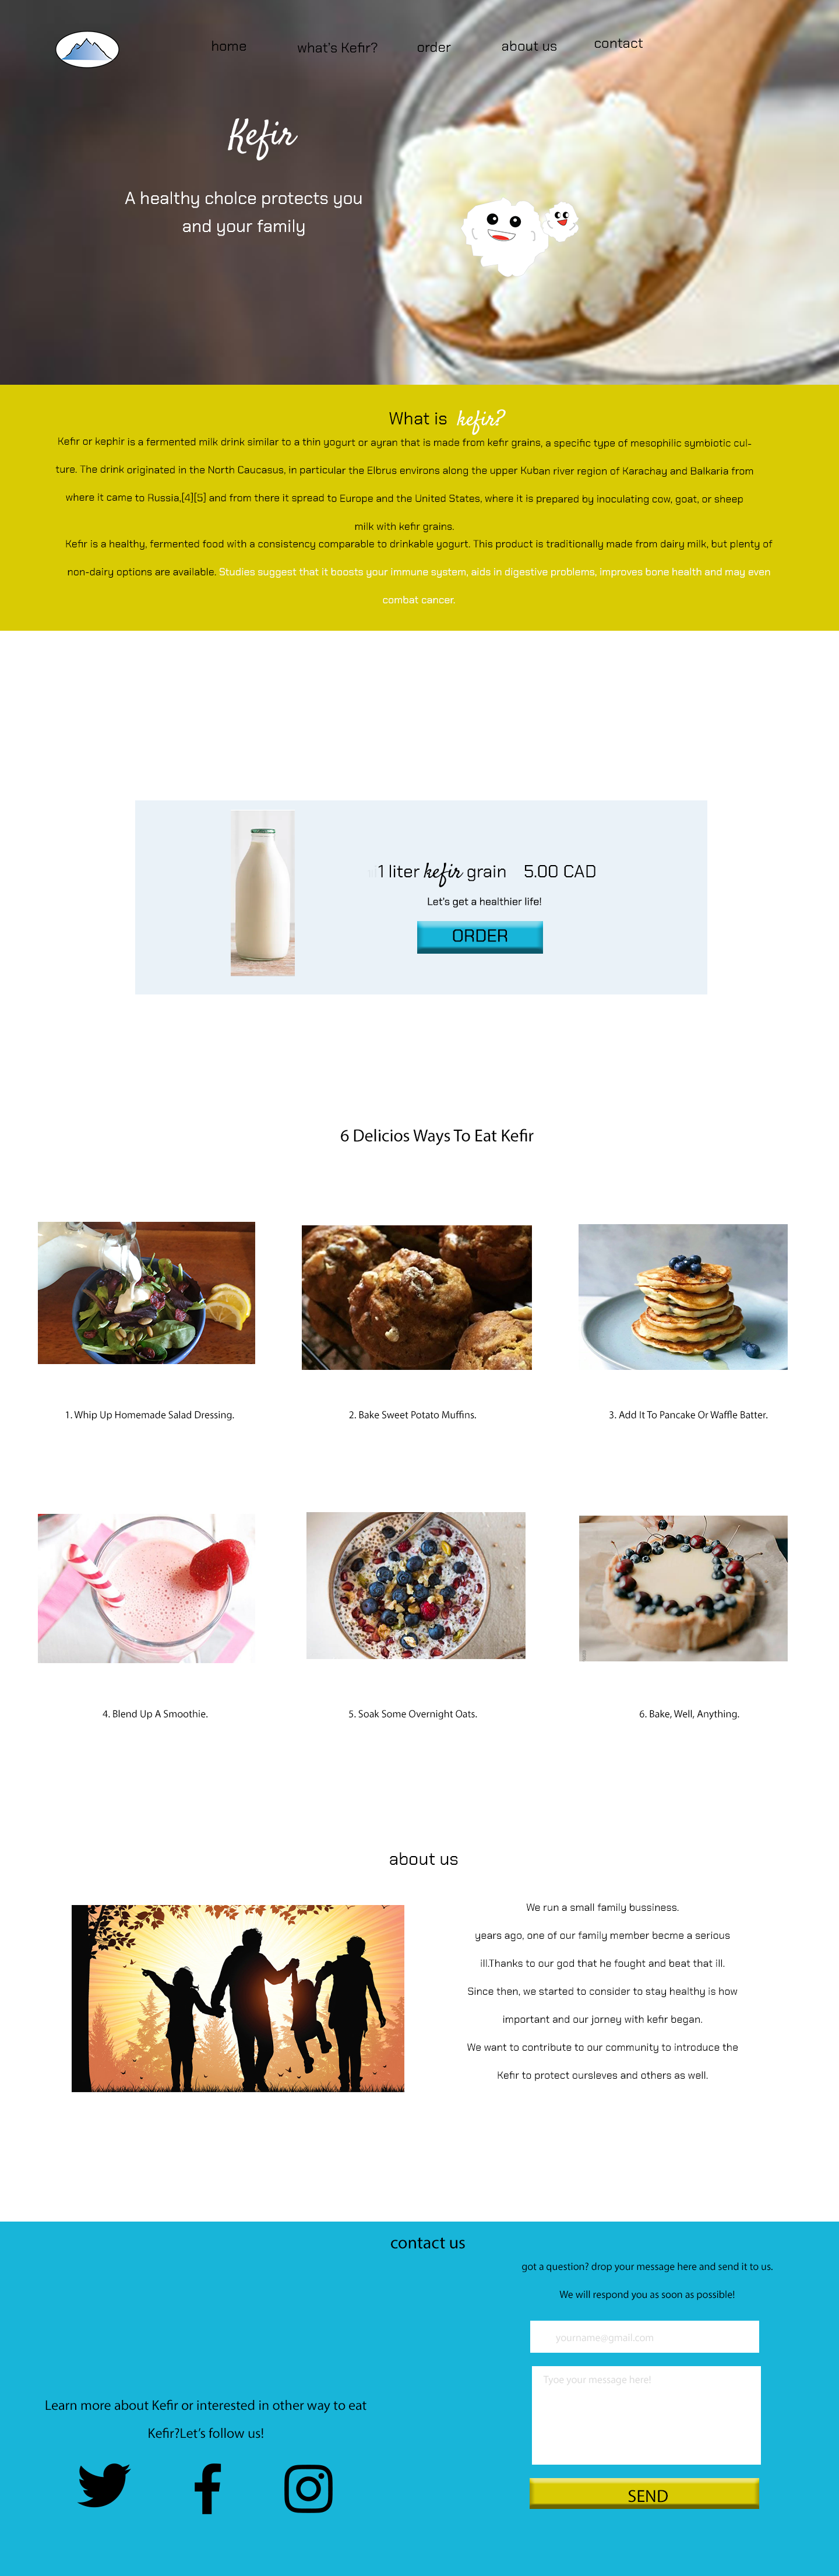 home what's Kefir? order about us contact
Kefir
A healthy choice protects you
and your family
What is kefir?
Kefir or kephir is a fermented milk drink similar to a thin yogurt or ayran that is made from kefir grains, a specific type of mesophilic symbiotic cul-
ture. The drink originated in the North Caucasus, in particular the Elbrus environs along the upper Kuban river region of Karachay and Balkaria from
where it came to Russia,[4][5] and from there it spread to Europe and the United States, where it is prepared by inoculating cow, goat, or sheep
milk with kefir grains.
Kefir is a healthy, fermented food with a consistency comparable to drinkable yogurt. This product is traditionally made from dairy milk, but plenty of
non-dairy options are available. Studies suggest that it boosts your immune system, aids in digestive problems, improves bone health and may even
combat cancer.
1 liter kefir grain 5.00 CAD
Let's get a healthier life!
ORDER
6 Delicios Ways To Eat Kefir
1. Whip Up Homemade Salad Dressing.
2. Bake Sweet Potato Muffins.
3. Add It To Pancake Or Waffle Batter.
4. Blend Up A Smoothie.
5. Soak Some Overnight Oats.
6. Bake, Well, Anything.
about us
We run a small family bussiness.
years ago, one of our family member becme a serious
ill.Thanks to our god that he fought and beat that ill.
Since then, we started to consider to stay healthy is how
important and our jorney with kefir began.
We want to contribute to our community to introduce the
Kefir to protect oursleves and others as well.
contact us
got a question? drop your message here and send it to us.
We will respond you as soon as possible!
yourname@gmail.com
Tyoe your message here!
Learn more about Kefir or interested in other way to eat
Kefir?Let's follow us!
SEND